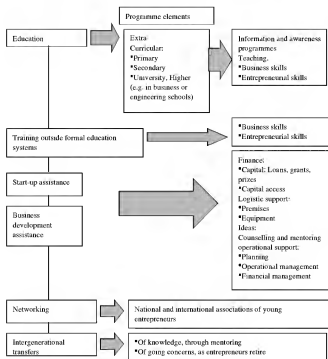 Programme elements
Education
Extra
Curricular:
•Primary
•Secondary
•University, Higher
(e.g. in business or
engineering schools)
Information and awareness
programmes
Teaching.
•Business skills
•Entrepreneurial skills
Training outside formal education
systems
•Business skills
•Entrepreneurial skills
Start-up assistance
Business
development
assistance
Finance:
•Capital; Loans, grants,
prizes
•Capital access
Logistic support:
•Premises
•Equipment
Ideas:
Counselling and mentoring
operational support:
•Planning
•Operational management
•Financial management
Networking
National and international associations of young
entrepreneurs
Intergenerational
transfers
•Of knowledge, through mentoring
•Of going concerns, as entrepreneurs retire